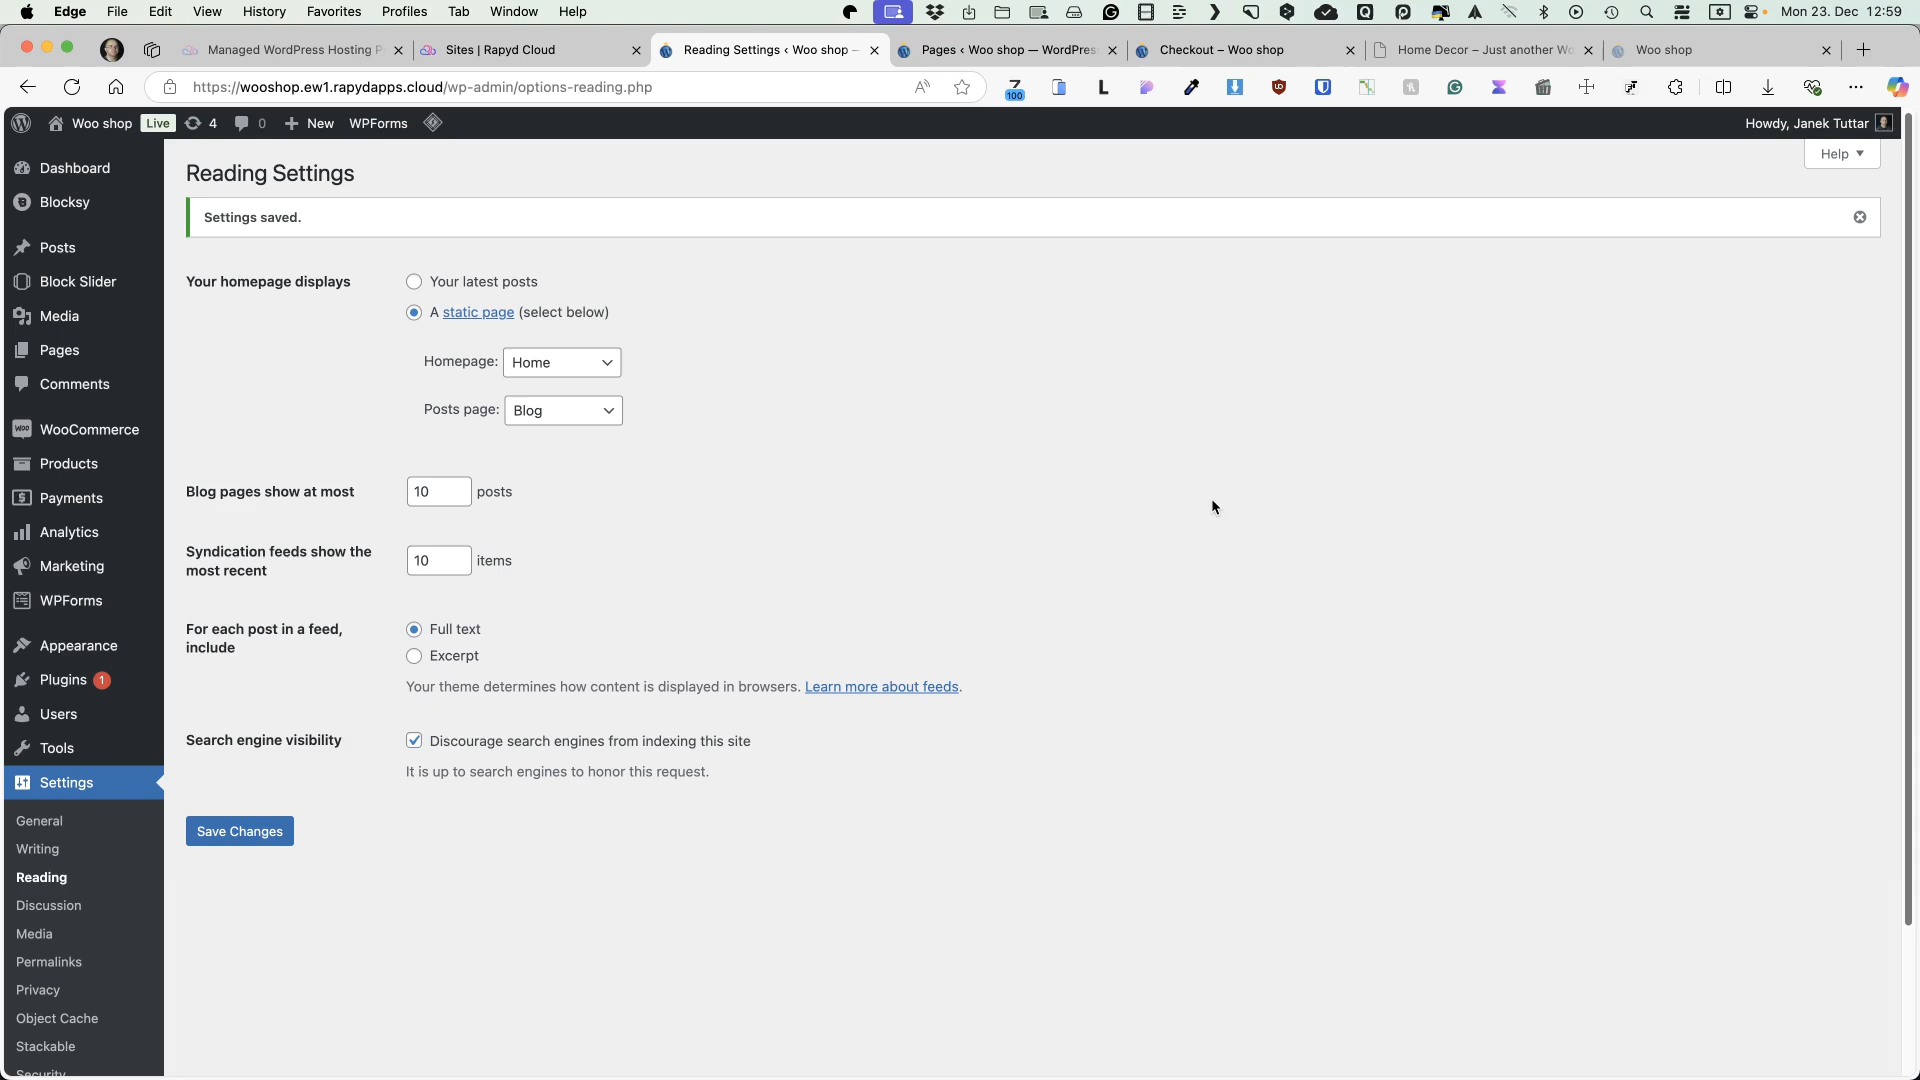 Edge File Edit View History Favorites Profiles Tab Window Help
Mon 23. Dec 12:59
Managed WordPress Hosting P
Sites | Rapyd Cloud
Reading Settings ‹ Woo shop —
Pages ‹ Woo shop — WordPres
Checkout – Woo shop
Home Decor – Just another Wo
Woo shop
https://wooshop.ew1.rapydapps.cloud/wp-admin/options-reading.php
100
Woo shop Live 4 0 New WPForms
Howdy, Janek Tuttar
Help
Dashboard
Blocksy
Posts
Block Slider
Media
Pages
Comments
WooCommerce
Products
Payments
Analytics
Marketing
WPForms
Appearance
Plugins 1
Users
Tools
Settings
General
Writing
Reading
Discussion
Media
Permalinks
Privacy
Object Cache
Stackable
Security
Reading Settings
Settings saved.
Your homepage displays
Your latest posts
A static page (select below)
Homepage: Home
Posts page: Blog
Blog pages show at most
10 posts
Syndication feeds show the
most recent
10 items
For each post in a feed,
include
Full text
Excerpt
Your theme determines how content is displayed in browsers. Learn more about feeds.
Search engine visibility
Discourage search engines from indexing this site
It is up to search engines to honor this request.
Save Changes